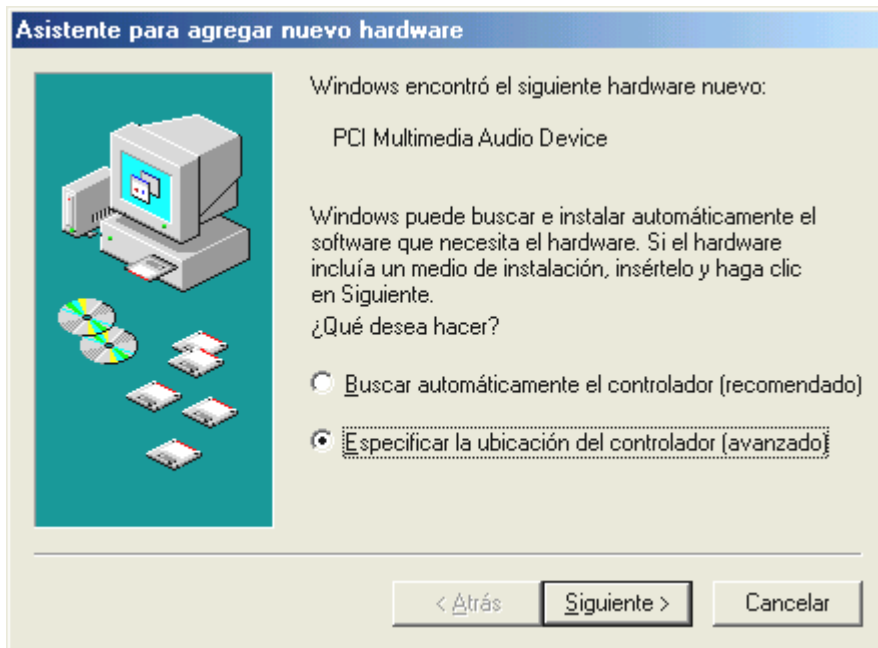 Asistente para agregar nuevo hardware
Windows encontró el siguiente hardware nuevo:
PCI Multimedia Audio Device
Windows puede buscar e instalar automáticamente el
software que necesita el hardware. Si el hardware
incluía un medio de instalación, insértelo y haga clic
en Siguiente.
¿Qué desea hacer?
Buscar automáticamente el controlador (recomendado)
Especificar la ubicación del controlador (avanzado)
< Atrás
Siguiente >
Cancelar